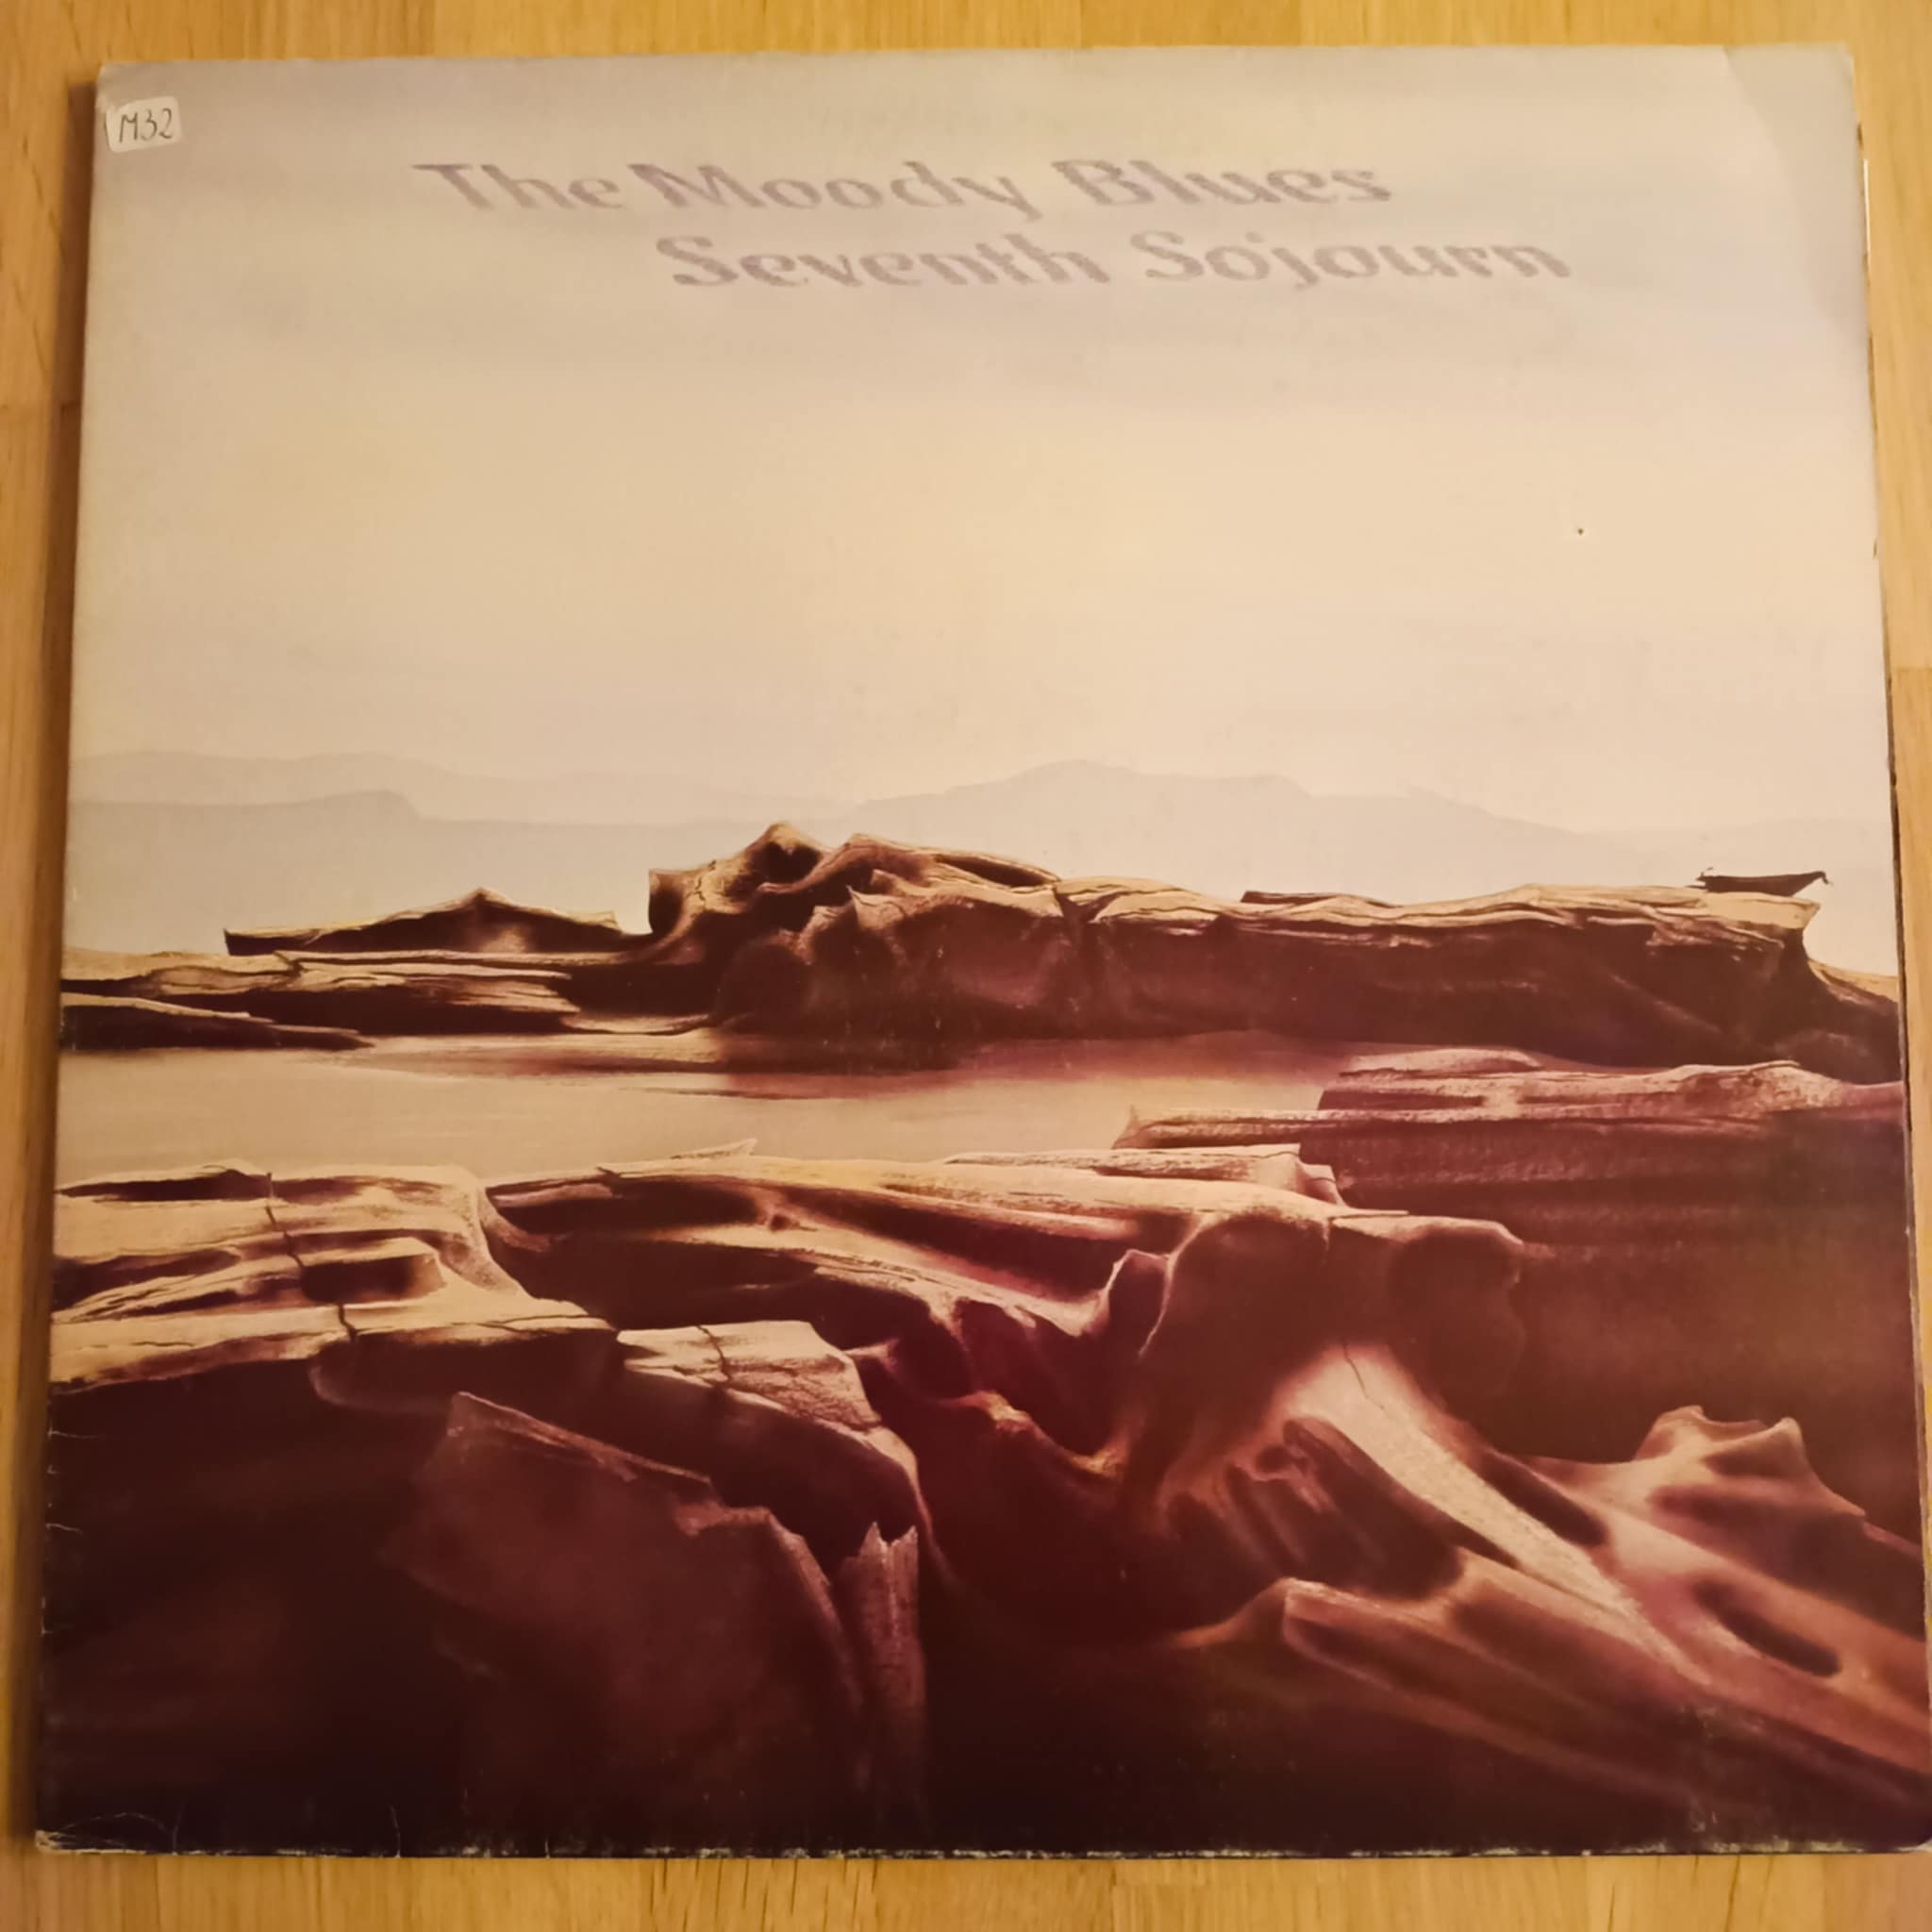 M32
The Moody Blues
Seventh Sojourn